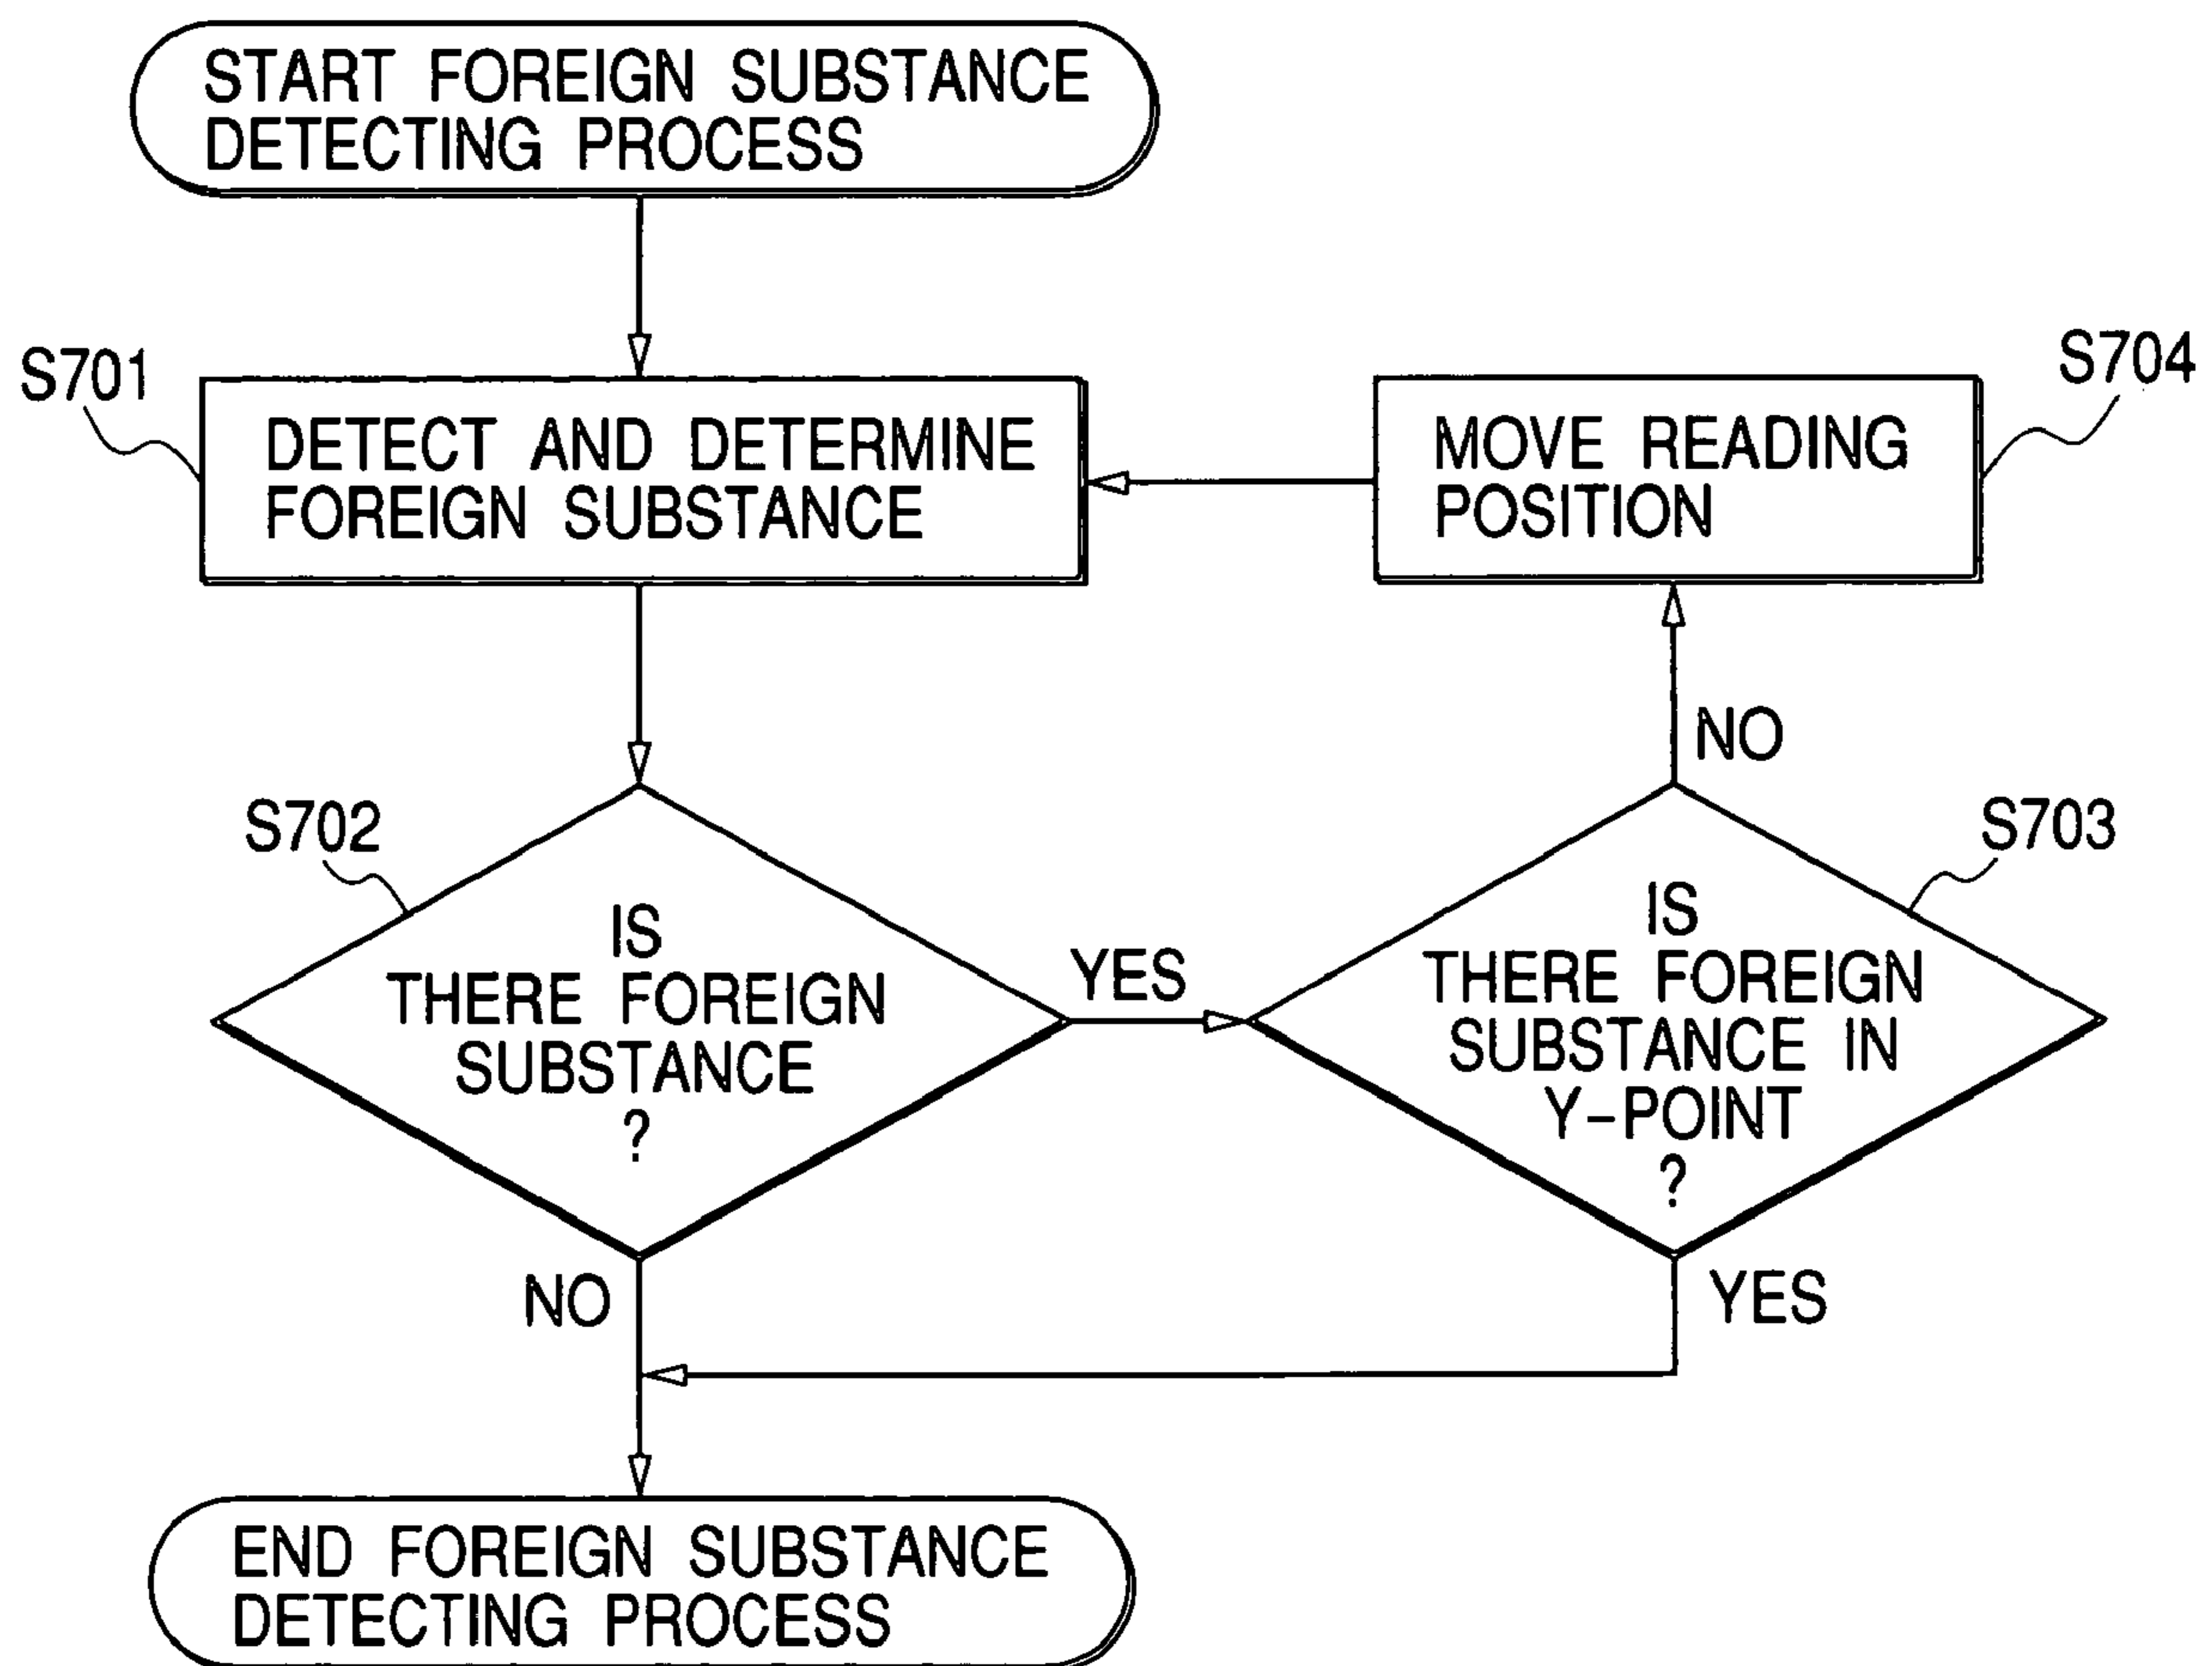 START FOREIGN SUBSTANCE
DETECTING PROCESS
S701
DETECT AND DETERMINE
FOREIGN SUBSTANCE
MOVE READING
POSITION
S704
NO
S702
IS
THERE FOREIGN
SUBSTANCE
?
YES
S703
IS
THERE FOREIGN
SUBSTANCE IN
Y-POINT
?
NO
YES
END FOREIGN SUBSTANCE
DETECTING PROCESS